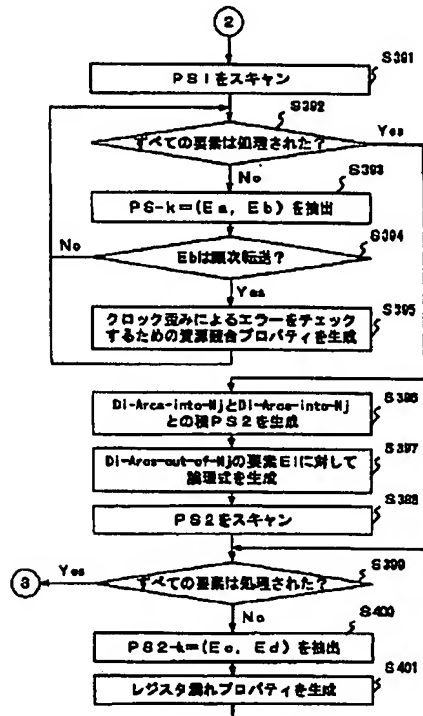 2
S391
PS1をスキャン
S392
すべての要素は処理された?
Yes
No
S393
PS-k=(Ea, Eb)を抽出
S394
No
Ebは順次転送?
Yes
S395
クロック歪みによるエラーをチェック
するための資源競合プロパティを生成
S396
Di-Arcs-into-NjとDi-Arcs-into-Nj
との積PS2を生成
S397
Di-Arcs-out-of-Njの要素Eiに対して
論理式を生成
S398
PS2をスキャン
S399
3
Yes
すべての要素は処理された?
No
S400
PS2-k=(Ec, Ed)を抽出
S401
レジスタ漏れプロパティを生成